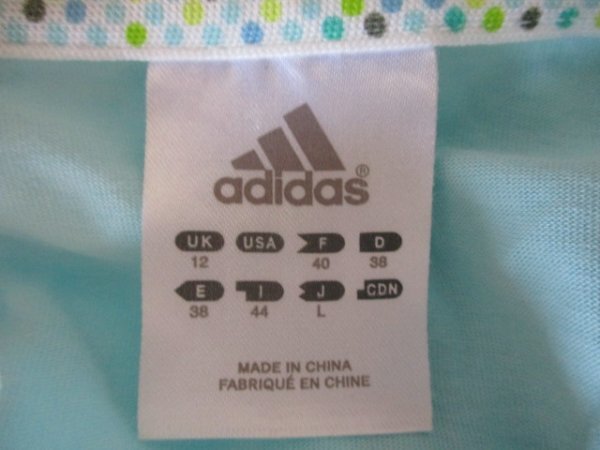 adidas®
UK USA F D
12 40 38
E I J CDN
38 44 L
MADE IN CHINA
FABRIQUÉ EN CHINE